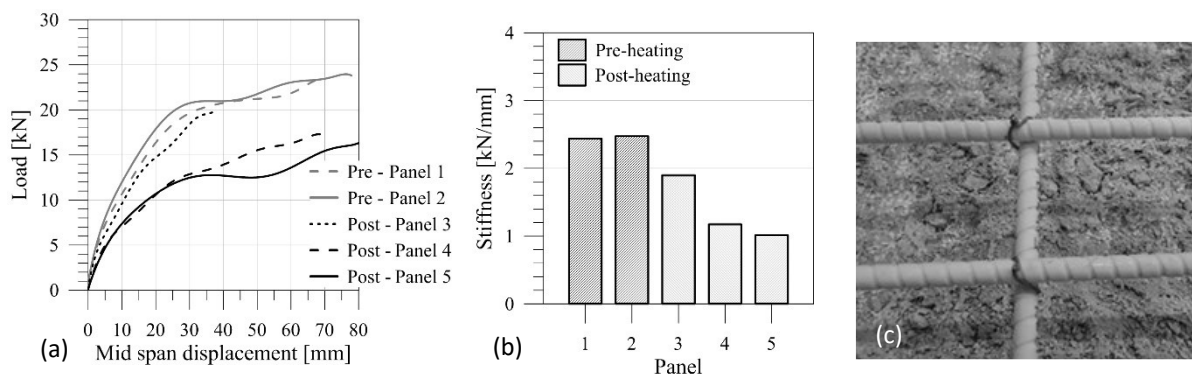 30
25
20
15
10
5
0
Load [kN]
Pre - Panel 1
Pre - Panel 2
Post - Panel 3
Post - Panel 4
Post - Panel 5
0 10 20 30 40 50 60 70 80
Mid span displacement [mm]
(a)
4
3
2
1
0
Stiffness [kN/mm]
Pre-heating
Post-heating
1 2 3 4 5
Panel
(b)
(c)